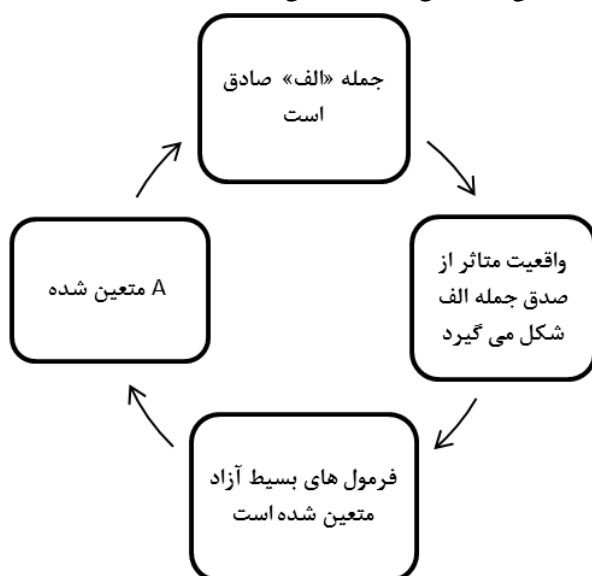 جمله «الف» صادق
است
واقعیت متاثر از
صدق جمله الف
شکل می گیرد
فرمول های بسیط آزاد
متعین شده است
A متعین شده